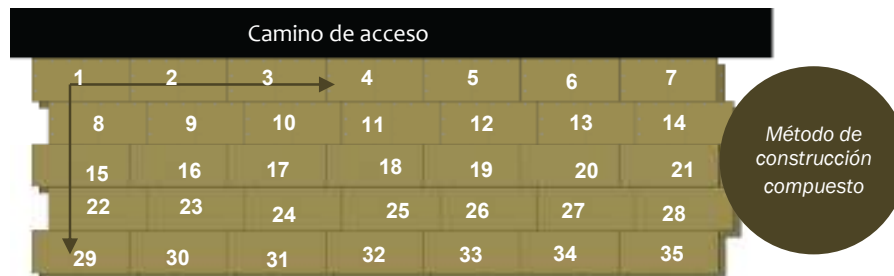 Camino de acceso
1 2 3 4 5 6 7
8 9 10 11 12 13 14
15 16 17 18 19 20 21
22 23 24 25 26 27 28
29 30 31 32 33 34 35
Método de
construcción
compuesto